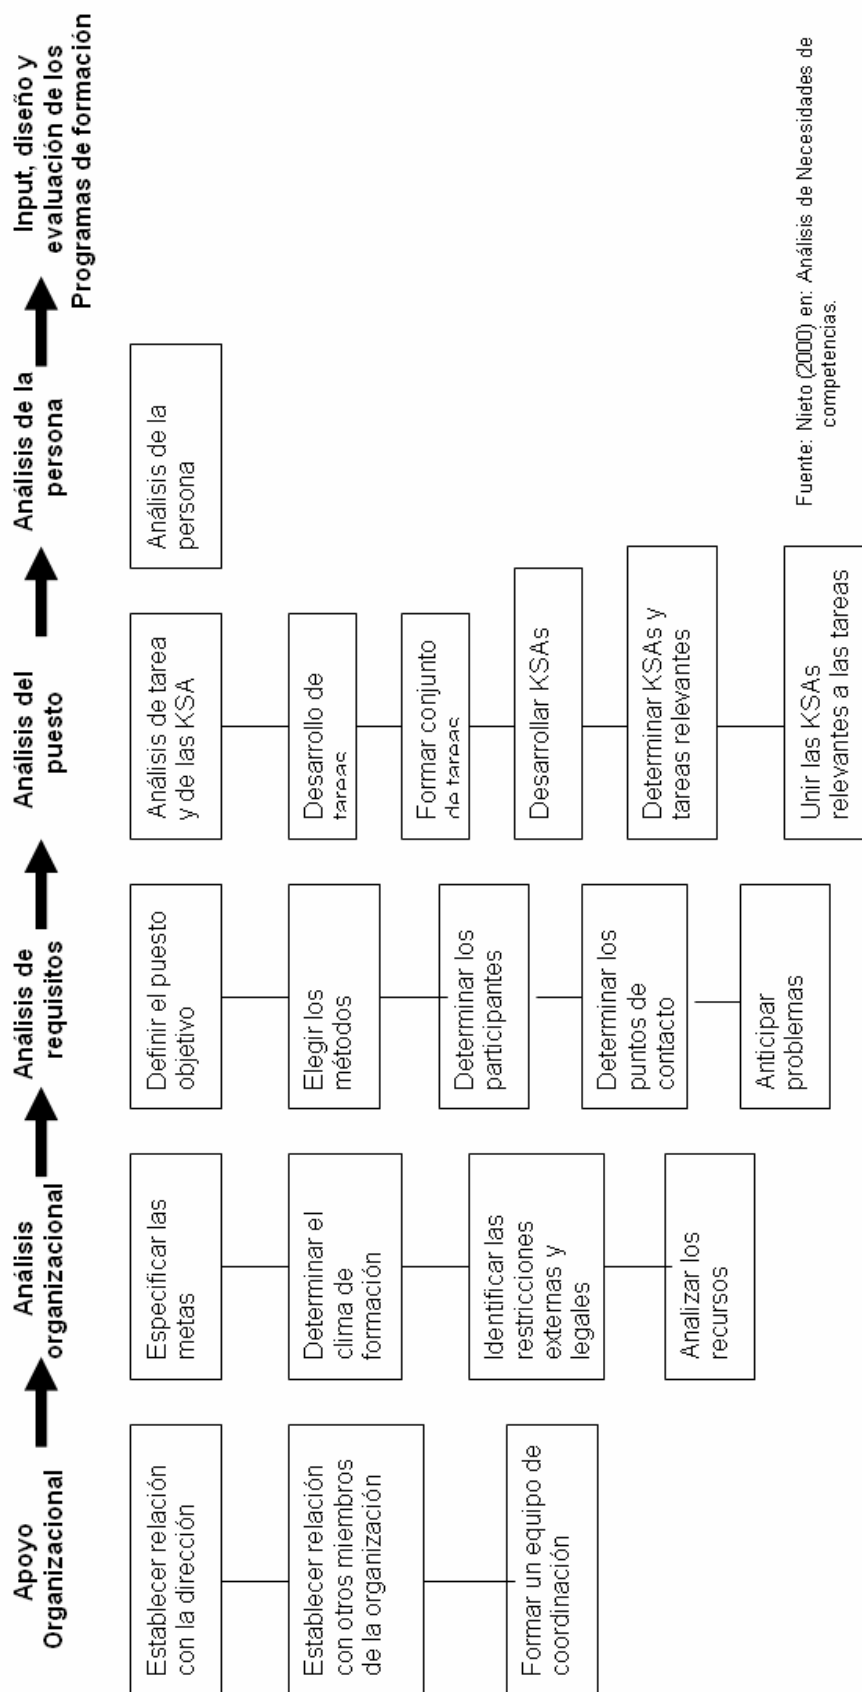 Apoyo
Organizacional
Análisis
organizacional
Análisis de
requisitos
Análisis del
puesto
Análisis de la
persona
Input, diseño y
evaluación de los
Programas de formación
Establecer relación
con la dirección
Establecer relación
con otros miembros
de la organización
Formar un equipo de
coordinación
Especificar las
metas
Determinar el
clima de
formación
Identificar las
restricciones
externas y
legales
Analizar los
recursos
Definir el puesto
objetivo
Elegir los
métodos
Determinar los
participantes
Determinar los
puntos de
contacto
Anticipar
problemas
Análisis de tarea
y de las KSA
Desarrollo de
tareas
Formar conjunto
de tareas
Desarrollar KSAs
Determinar KSAs y
tareas relevantes
Unir las KSAs
relevantes a las tareas
Análisis de la
persona
Fuente: Nieto (2000) en: Análisis de Necesidades de
competencias.